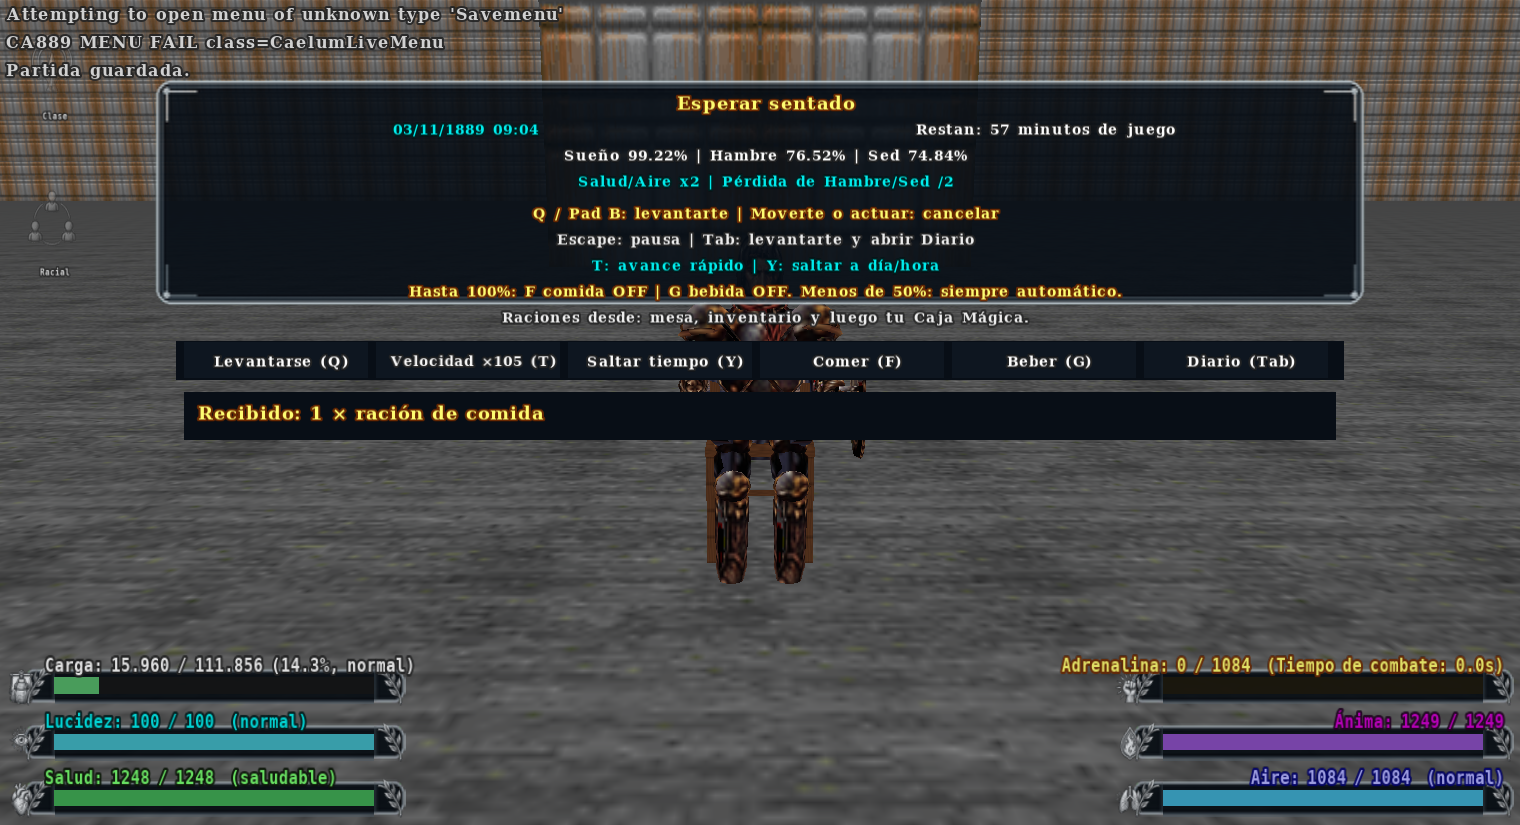 Attempting to open menu of unknown type 'Savemenu'
CA889 MENU FAIL class=CaelumLiveMenu
Partida guardada.
Clase
Esperar sentado
03/11/1889 09:04
Restan: 57 minutos de juego
Sueño 99.22% | Hambre 76.52% | Sed 74.84%
Salud/Aire x2 | Pérdida de Hambre/Sed /2
Q / Pad B: levantarte | Moverte o actuar: cancelar
Escape: pausa | Tab: levantarte y abrir Diario
T: avance rápido | Y: saltar a día/hora
Racial
Hasta 100%: F comida OFF | G bebida OFF. Menos de 50%: siempre automático.
Raciones desde: mesa, inventario y luego tu Caja Mágica.
Levantarse (Q)
Velocidad ×105 (T)
Saltar tiempo (Y)
Comer (F)
Beber (G)
Diario (Tab)
Recibido: 1 × ración de comida
Carga: 15.960 / 111.856 (14.3%, normal)
Lucidez: 100 / 100 (normal)
Salud: 1248 / 1248 (saludable)
Adrenalina: 0 / 1084 (Tiempo de combate: 0.0s)
Ánima: 1249 / 1249
Aire: 1084 / 1084 (normal)